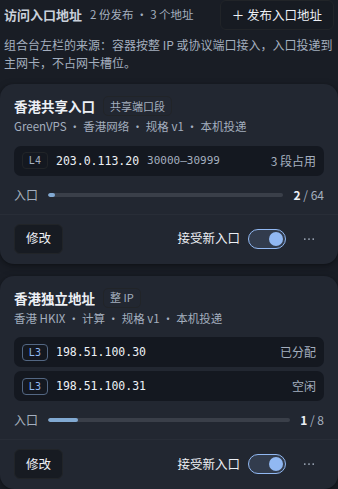 访问入口地址 2 份发布 · 3 个地址 ＋ 发布入口地址
组合台左栏的来源：容器按整 IP 或协议端口接入，入口投递到
主网卡，不占网卡槽位。
香港共享入口 共享端口段
GreenVPS · 香港网络 · 规格 v1 · 本机投递
L4 203.0.113.20 30000–30999 3 段占用
入口 2 / 64
修改 接受新入口 ···
香港独立地址 整 IP
香港 HKIX · 计算 · 规格 v1 · 本机投递
L3 198.51.100.30 已分配
L3 198.51.100.31 空闲
入口 1 / 8
修改 接受新入口 ···